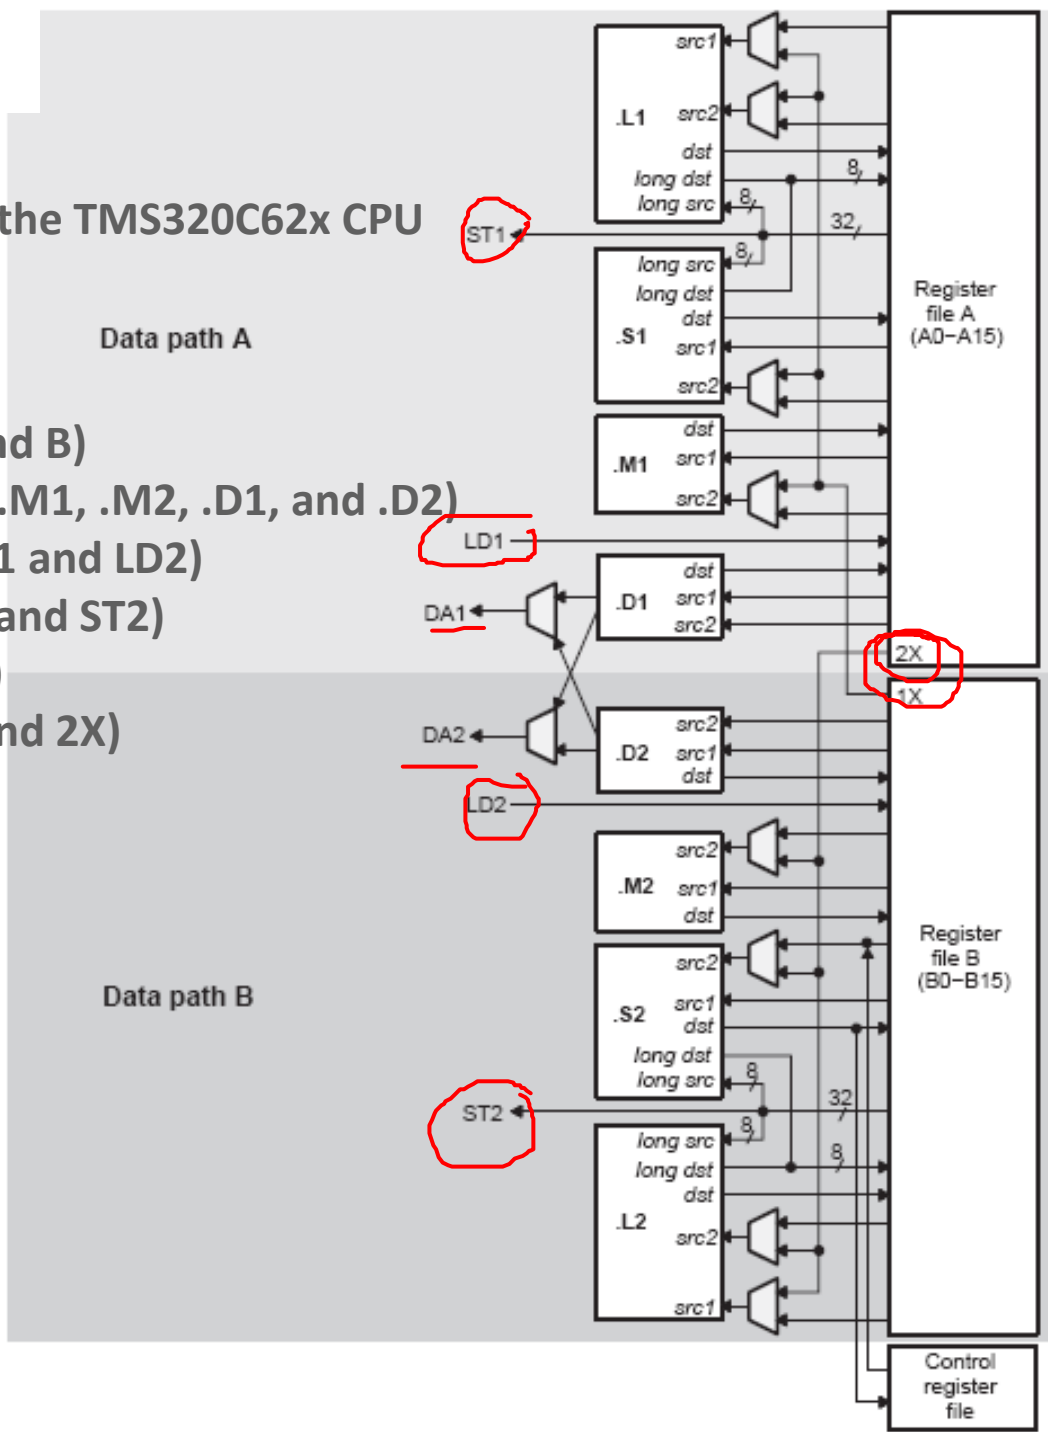 src1
.L1
src2
dst
long dst
8
long src
8
the TMS320C62x CPU
ST1
32
8
long src
long dst
dst
Register
file A
(A0−A15)
Data path A
.S1
src1
src2
nd B)
dst
.M1
src1
.M1, .M2, .D1, and .D2)
src2
LD1
1 and LD2)
dst
.D1
src1
DA1
and ST2)
src2
)
2X
1X
nd 2X)
DA2
src2
.D2
src1
dst
LD2
src2
.M2
src1
dst
Register
file B
(B0−B15)
src2
Data path B
.S2
src1
dst
long dst
long src
8
32
ST2
8
long src
long dst
8
dst
.L2
src2
src1
Control
register
file